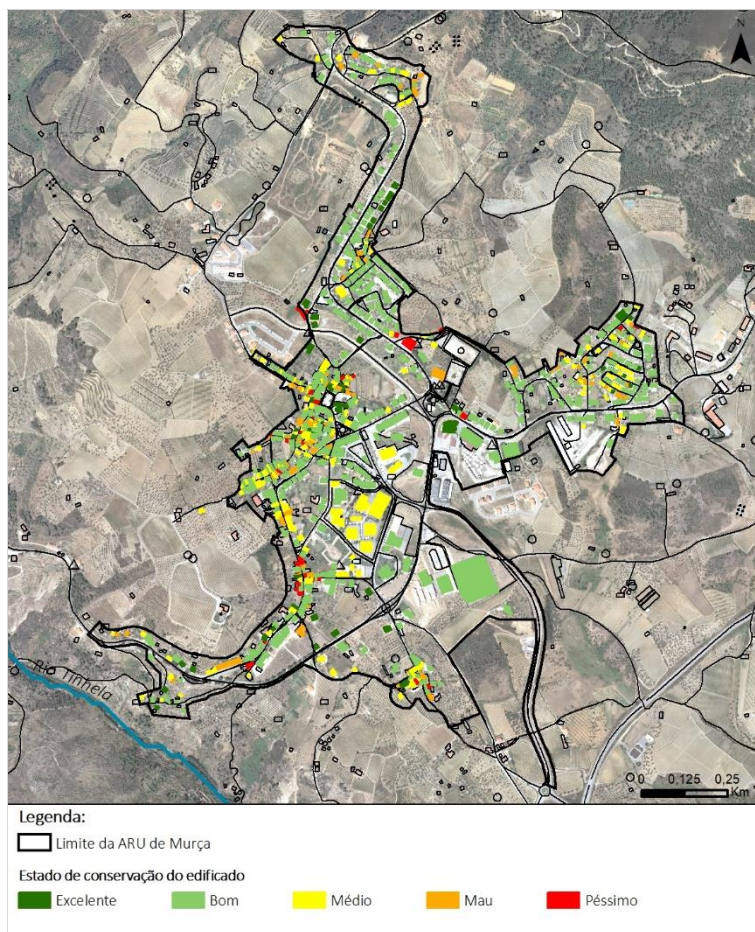 N
Rio Tinhela
0 0,125 0,25
Km
Legenda:
Limite da ARU de Murça
Estado de conservação do edificado
Excelente Bom Médio Mau Péssimo